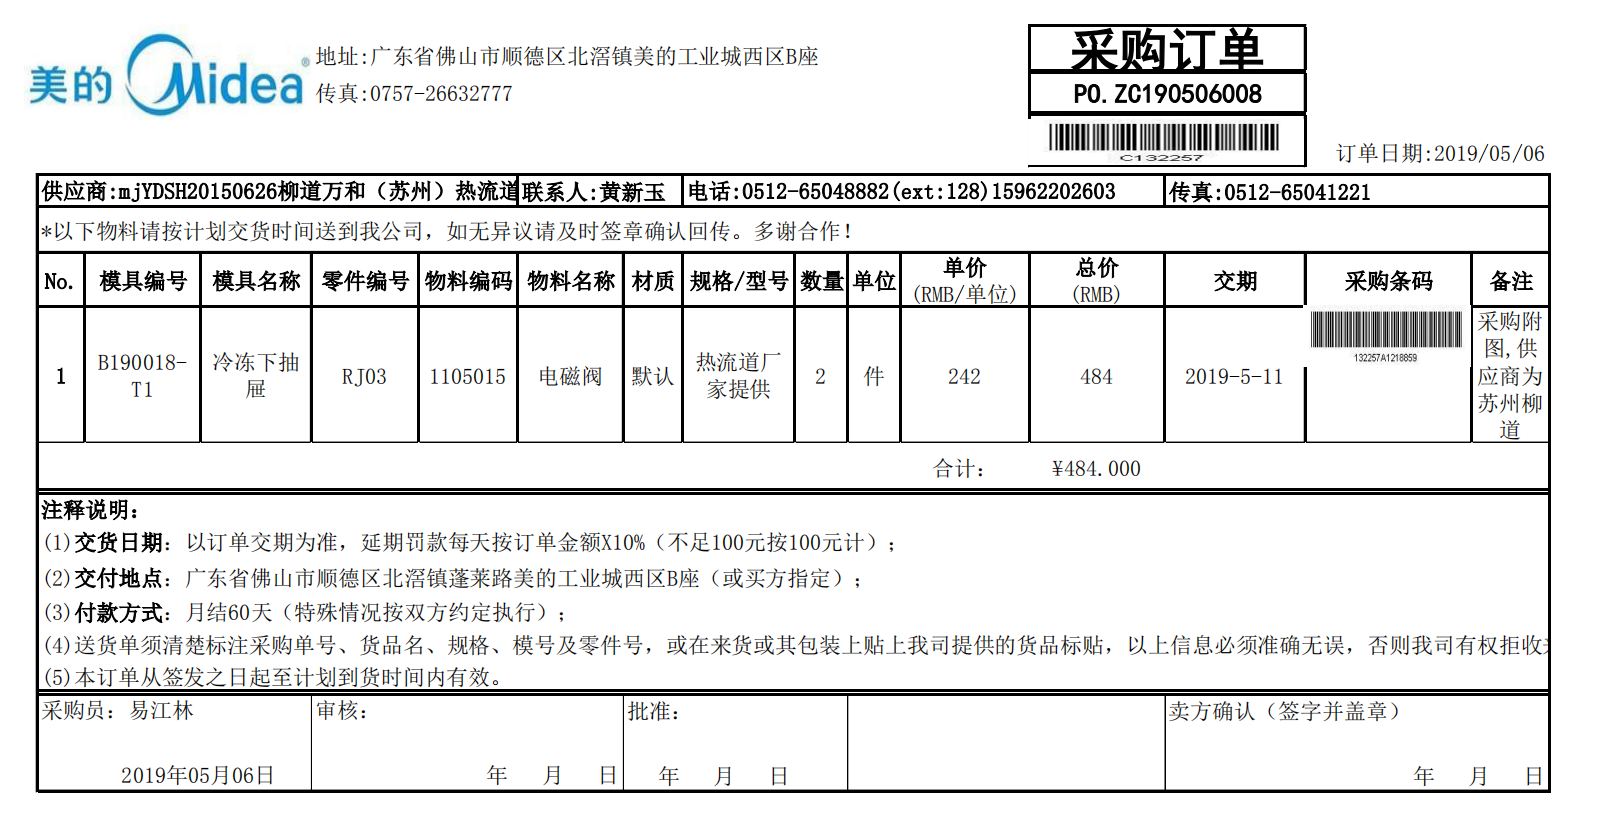 美的 Midea®
地址:广东省佛山市顺德区北滘镇美的工业城西区B座
传真:0757-26632777
采购订单
PO.ZC190506008
C132257
订单日期:2019/05/06
供应商:mjYDSH20150626柳道万和（苏州）热流道 联系人:黄新玉 电话:0512-65048882(ext:128)15962202603 传真:0512-65041221
*以下物料请按计划交货时间送到我公司，如无异议请及时签章确认回传。多谢合作!
No. 模具编号 模具名称 零件编号 物料编码 物料名称 材质 规格/型号 数量 单位 单价(RMB/单位) 总价(RMB) 交期 采购条码 备注
1 B190018-T1 冷冻下抽屉 RJ03 1105015 电磁阀 默认 热流道厂家提供 2 件 242 484 2019-5-11 132257A1218859 采购附图,供应商为苏州柳道
合计： ¥484.000
注释说明：
(1)交货日期：以订单交期为准，延期罚款每天按订单金额X10%（不足100元按100元计）；
(2)交付地点：广东省佛山市顺德区北滘镇蓬莱路美的工业城西区B座（或买方指定）；
(3)付款方式：月结60天（特殊情况按双方约定执行）；
(4)送货单须清楚标注采购单号、货品名、规格、模号及零件号，或在来货或其包装上贴上我司提供的货品标贴，以上信息必须准确无误，否则我司有权拒收
(5)本订单从签发之日起至计划到货时间内有效。
采购员：易江林 审核： 批准： 卖方确认（签字并盖章）
2019年05月06日 年 月 日 年 月 日 年 月 日